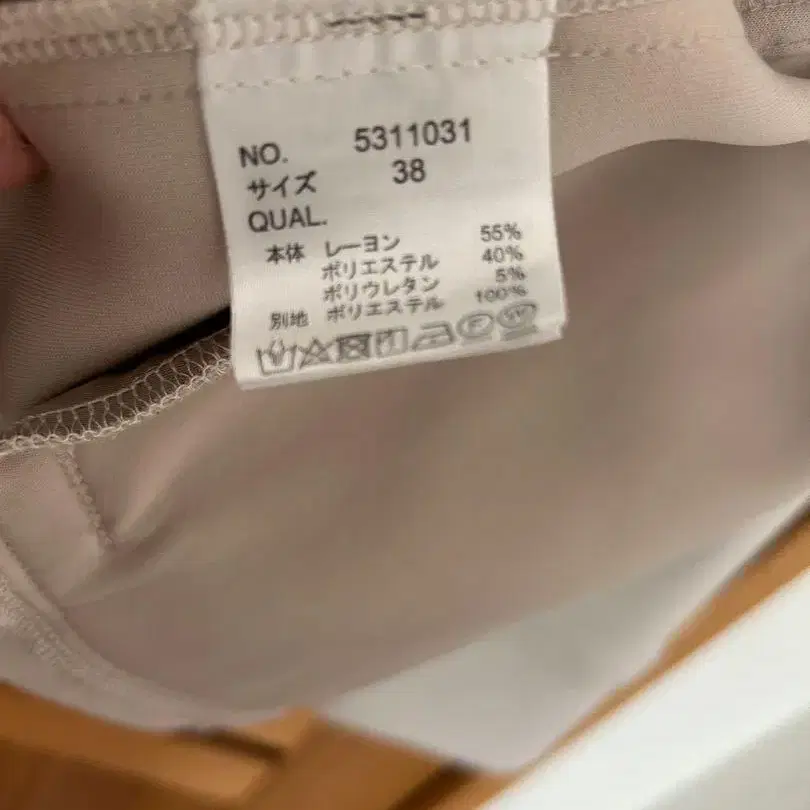 NO. 5311031
サイズ 38
QUAL.
本体 レーヨン 55%
ポリエステル 40%
ポリウレタン 5%
別地 ポリエステル 100%